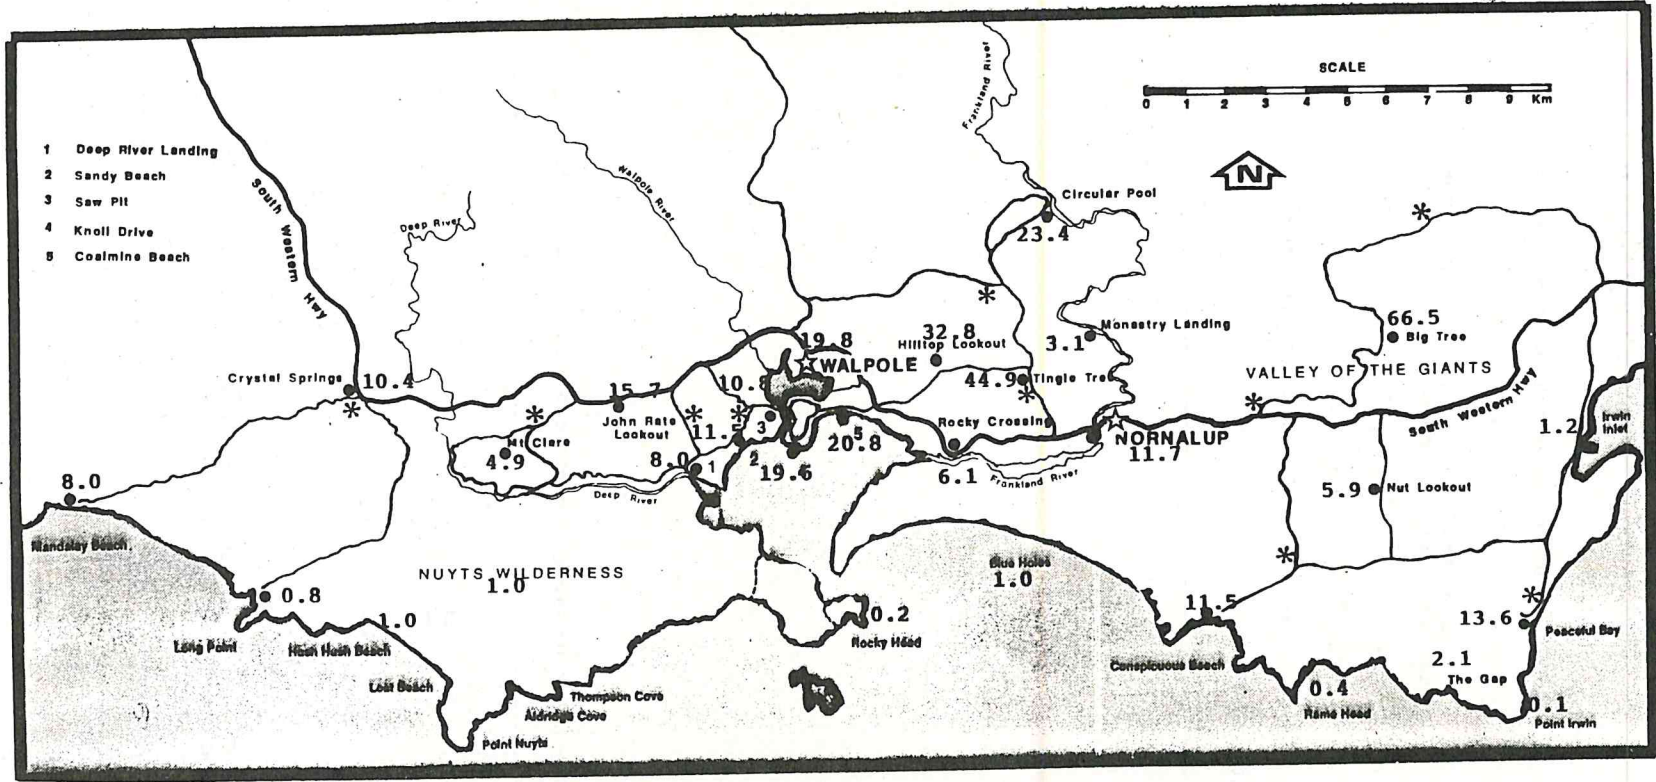 SCALE
0 1 2 3 4 5 6 7 8 9 Km
Frankland River
N
1 Deep River Landing
2 Sandy Beach
3 Saw Pit
4 Knoll Drive
5 Coalmine Beach
South Western Hwy
Deep River
Walpole River
Circular Pool
23.4
*
*
Monastry Landing
3.1
66.5
Big Tree
19.8
WALPOLE
32.8
Hilltop Lookout
44.9
Tingle Tree
*
VALLEY OF THE GIANTS
Crystal Springs
10.4
*
15.7
John Rate
Lookout
10.8
*
*
*
Mt Clare
4.9
11.5
3
2
8.0
1
19.6
5
20.8
Rocky Crossing
6.1
Frankland River
NORNALUP
11.7
*
South Western Hwy
1.2
Irwin
Inlet
5.9
Nut Lookout
8.0
Mandalay Beach
Deep River
NUYTS WILDERNESS
1.0
Blue Holes
1.0
*
11.5
Conspicuous Beach
*
13.6
Peaceful Bay
0.8
Long Point
1.0
Hush Hush Beach
0.2
Rocky Head
Lost Beach
Thompson Cove
Aldridge Cove
Point Nuyts
0.4
Rame Head
2.1
The Gap
0.1
Point Irwin